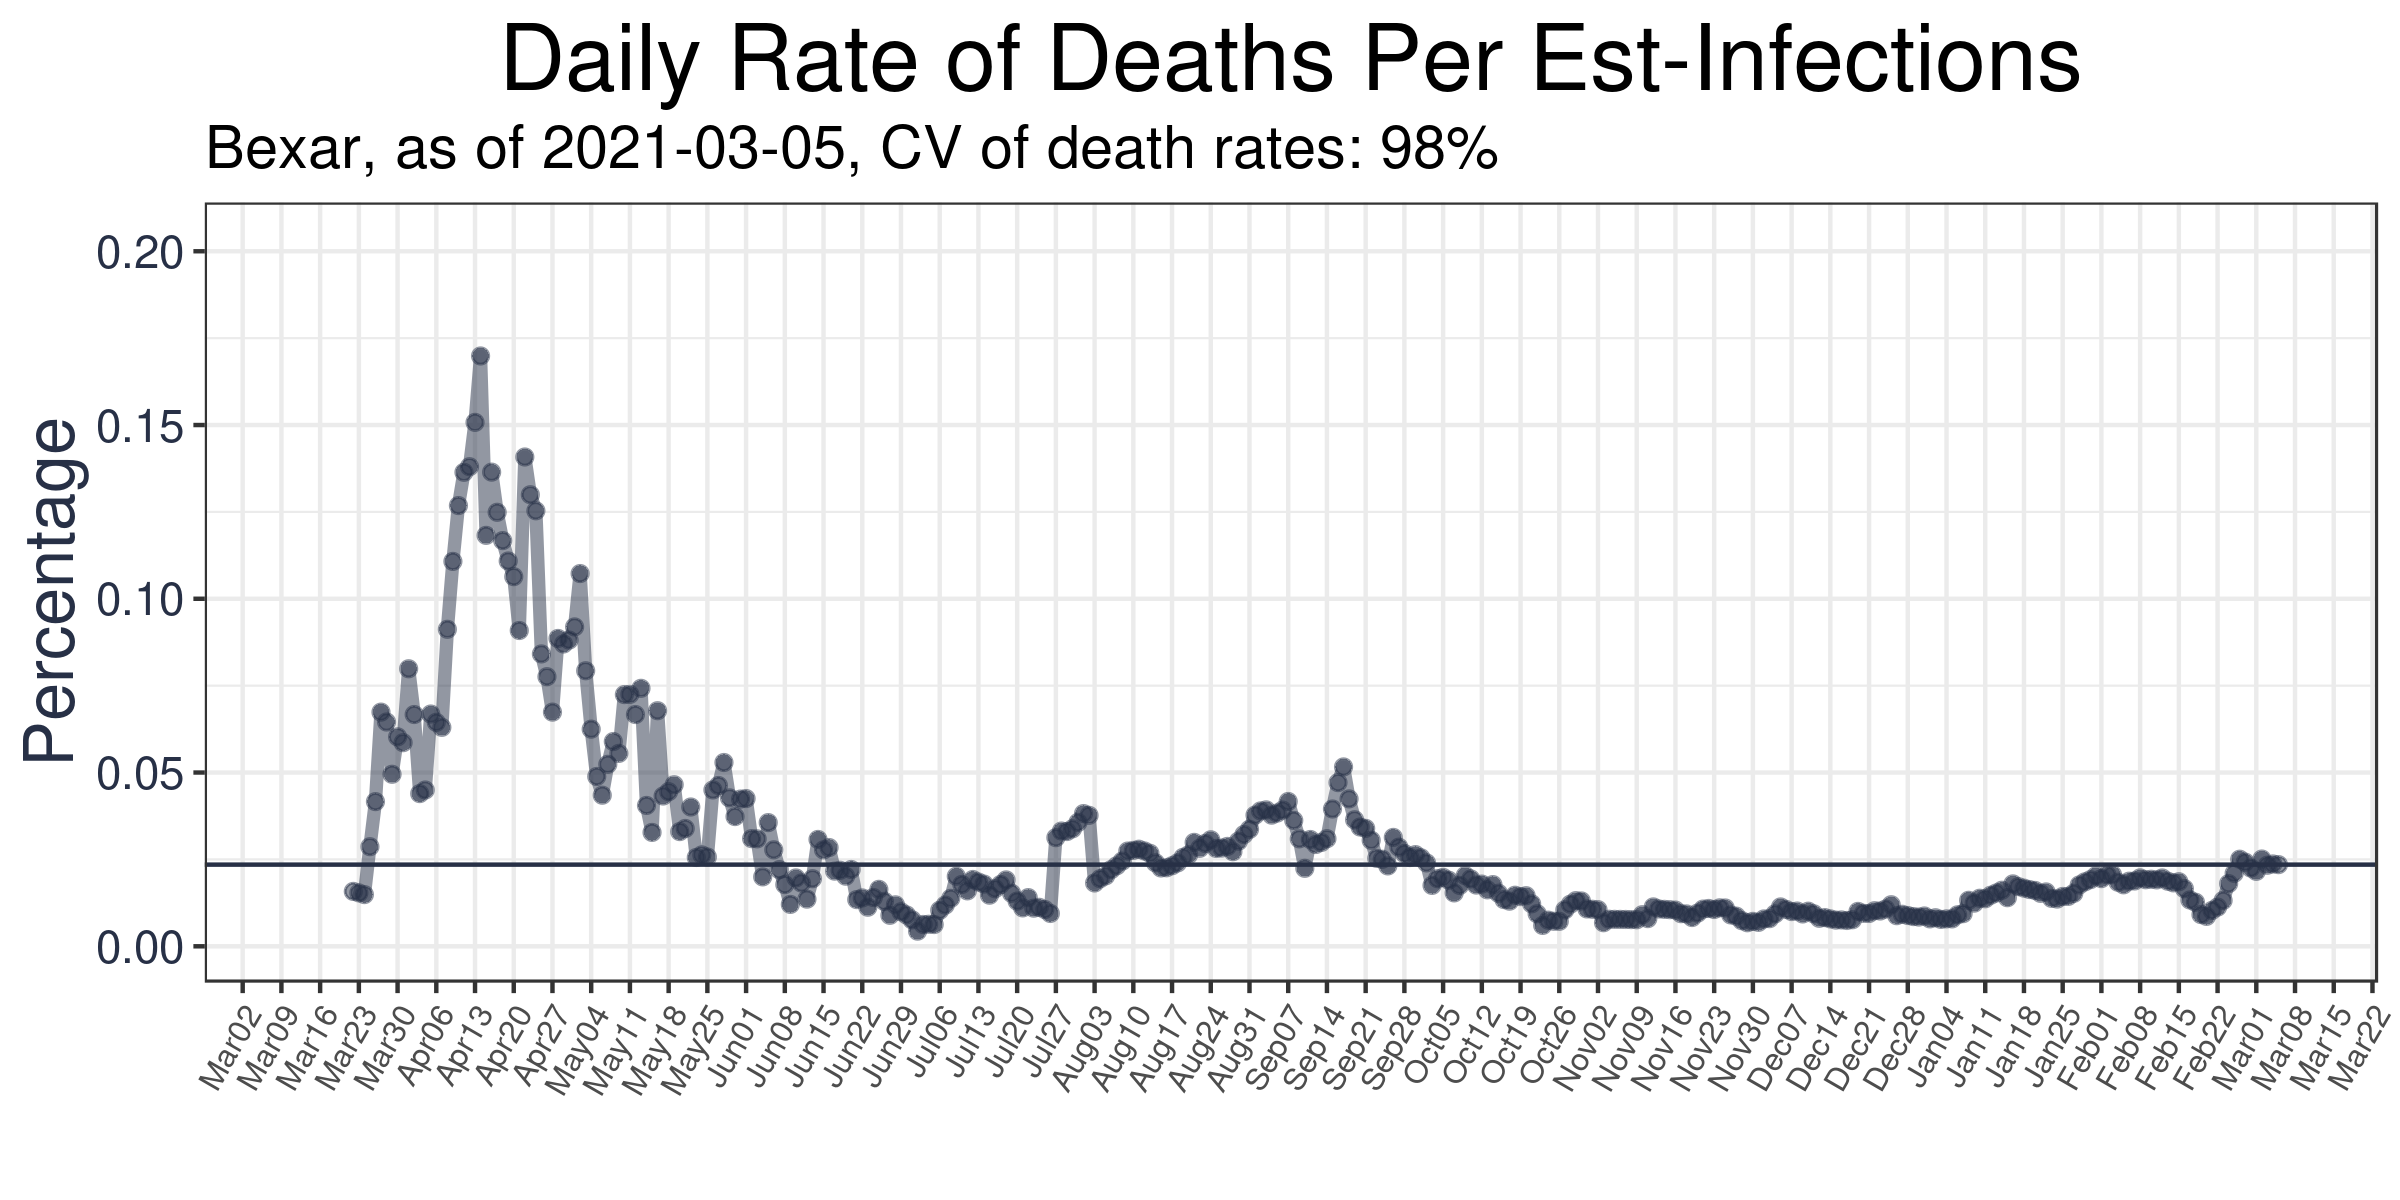 Daily Rate of Deaths Per Est-Infections
Bexar, as of 2021-03-05, CV of death rates: 98%
Percentage
0.20
0.15
0.10
0.05
0.00
Mar02
Mar09
Mar16
Mar23
Mar30
Apr06
Apr13
Apr20
Apr27
May04
May11
May18
May25
Jun01
Jun08
Jun15
Jun22
Jun29
Jul06
Jul13
Jul20
Jul27
Aug03
Aug10
Aug17
Aug24
Aug31
Sep07
Sep14
Sep21
Sep28
Oct05
Oct12
Oct19
Oct26
Nov02
Nov09
Nov16
Nov23
Nov30
Dec07
Dec14
Dec21
Dec28
Jan04
Jan11
Jan18
Jan25
Feb01
Feb08
Feb15
Feb22
Mar01
Mar08
Mar15
Mar22